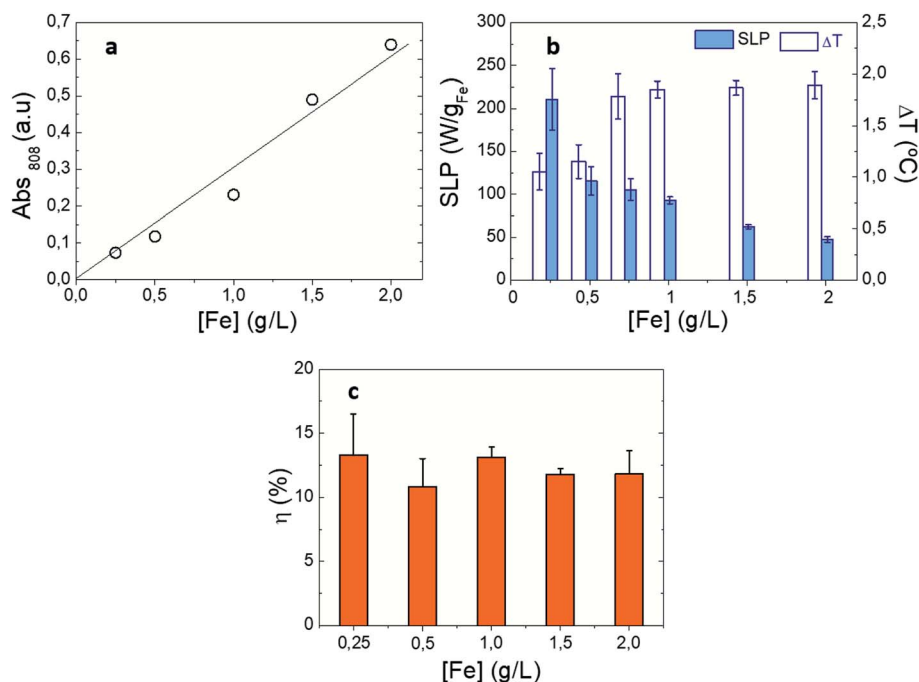 a
Abs 808 (a.u)
0,7
0,6
0,5
0,4
0,3
0,2
0,1
0,0
0,0 0,5 1,0 1,5 2,0
[Fe] (g/L)
b
SLP ΔT
SLP (W/gFe)
300
250
200
150
100
50
0
2,5
2,0
1,5
1,0
0,5
0,0
ΔT (ºC)
0 0,5 1 1,5 2
[Fe] (g/L)
c
η (%)
20
15
10
5
0
0,25 0,5 1,0 1,5 2,0
[Fe] (g/L)